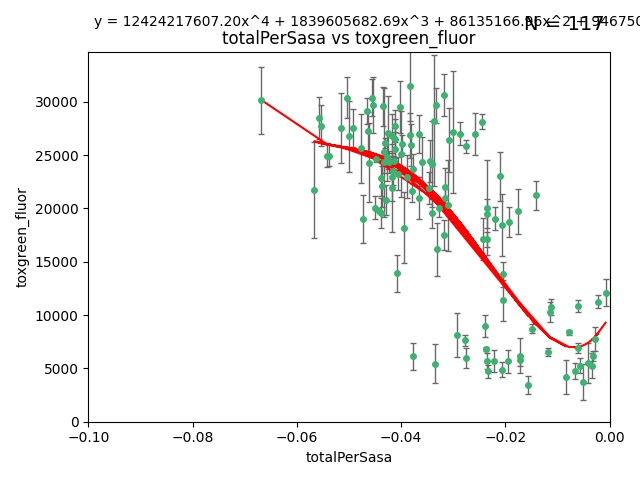 y = 12424217607.20x^4 + 1839605682.69x^3 +
N = 117
totalPerSasa vs toxgreen_fluor
toxgreen_fluor
30000
25000
20000
15000
10000
5000
0
−0.10 −0.08 −0.06 −0.04 −0.02 0.00
totalPerSasa